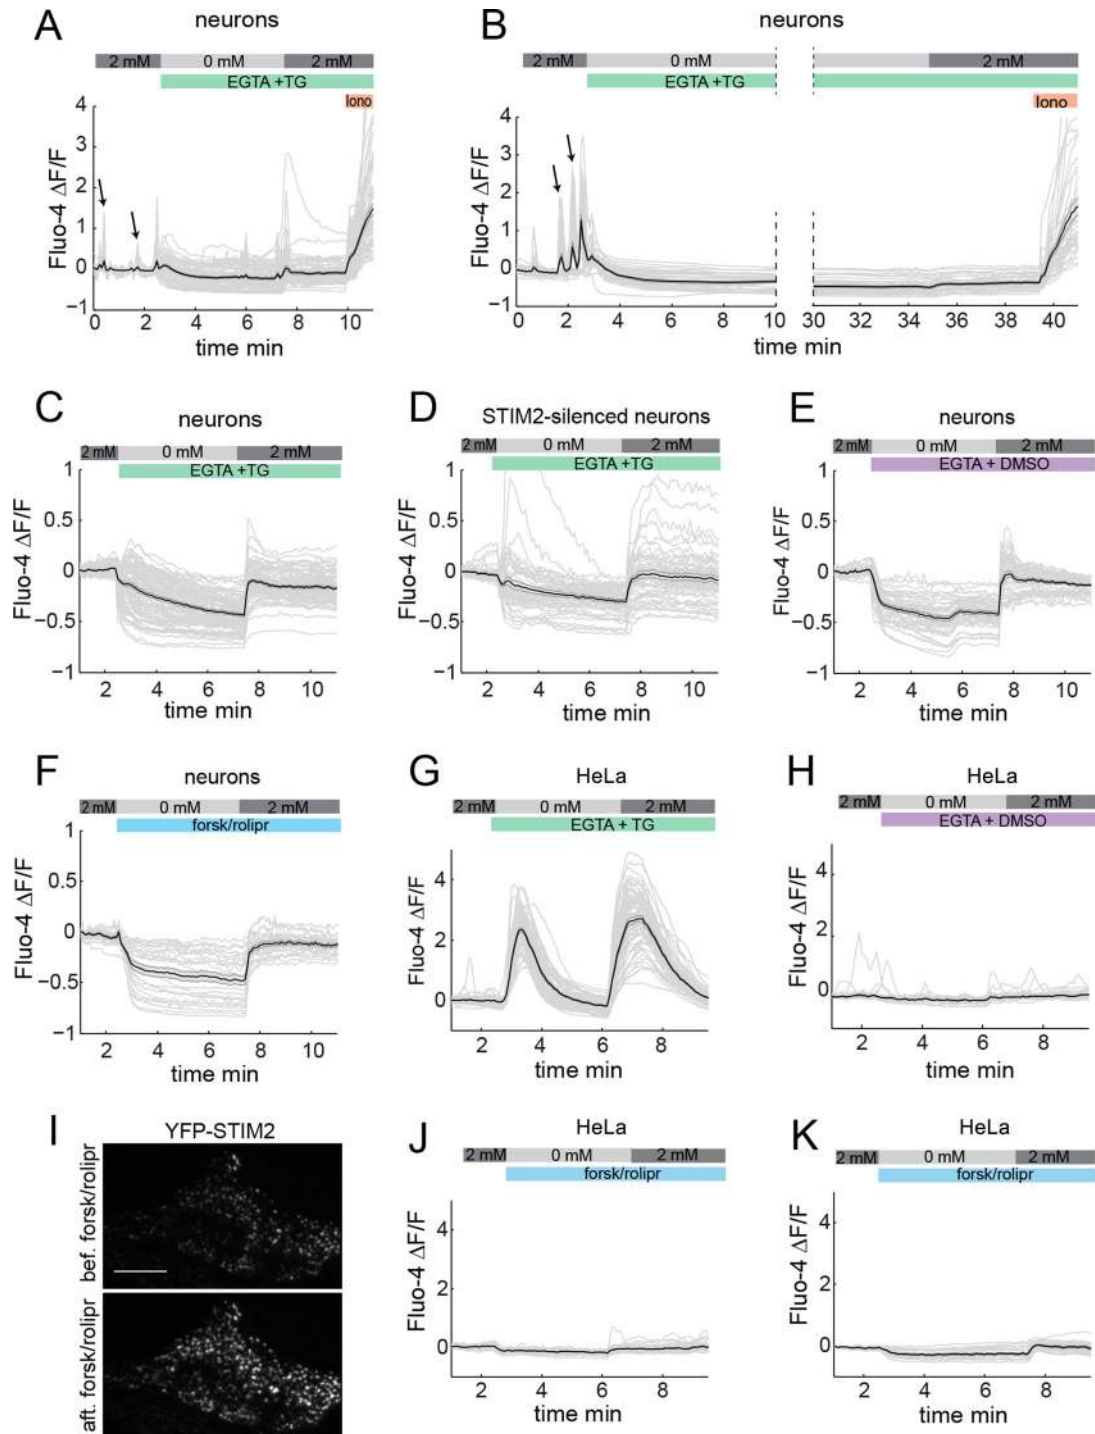 A
neurons
2 mM 0 mM 2 mM
EGTA +TG
Iono
Fluo-4 ΔF/F
4
3
2
1
0
−1
0 2 4 6 8 10
time min
B
neurons
2 mM 0 mM 2 mM
EGTA +TG
Iono
4
3
2
1
0
−1
0 2 4 6 8 10 30 32 34 36 38 40
time min
C
neurons
2 mM 0 mM 2 mM
EGTA +TG
Fluo-4 ΔF/F
1
0.5
0
−0.5
−1
2 4 6 8 10
time min
D
STIM2-silenced neurons
2 mM 0 mM 2 mM
EGTA +TG
Fluo-4 ΔF/F
1
0.5
0
−0.5
−1
2 4 6 8 10
time min
E
neurons
2 mM 0 mM 2 mM
EGTA + DMSO
Fluo-4 ΔF/F
1
0.5
0
−0.5
−1
2 4 6 8 10
time min
F
neurons
2 mM 0 mM 2 mM
forsk/rolipr
Fluo-4 ΔF/F
1
0.5
0
−0.5
−1
2 4 6 8 10
time min
G
HeLa
2 mM 0 mM 2 mM
EGTA + TG
Fluo-4 ΔF/F
4
2
0
2 4 6 8
time min
H
HeLa
2 mM 0 mM 2 mM
EGTA + DMSO
Fluo-4 ΔF/F
4
2
0
2 4 6 8
time min
I
YFP-STIM2
bef. forsk/rolipr
aft. forsk/rolipr
J
HeLa
2 mM 0 mM 2 mM
forsk/rolipr
Fluo-4 ΔF/F
4
2
0
2 4 6 8
time min
K
HeLa
2 mM 0 mM 2 mM
forsk/rolipr
Fluo-4 ΔF/F
4
2
0
2 4 6 8
time min